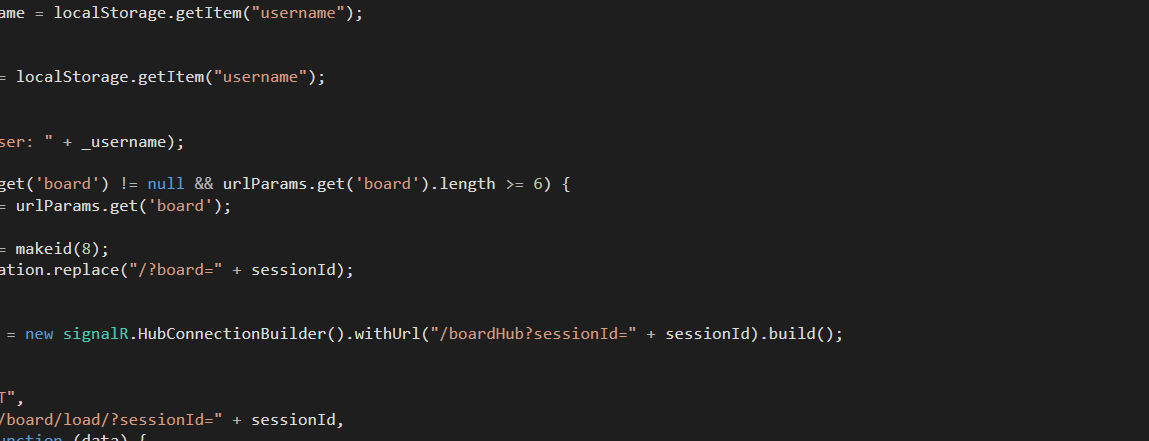 ame = localStorage.getItem("username");
= localStorage.getItem("username");
ser: " + _username);
get('board') != null && urlParams.get('board').length >= 6) {
= urlParams.get('board');
= makeid(8);
ation.replace("/?board=" + sessionId);
= new signalR.HubConnectionBuilder().withUrl("/boardHub?sessionId=" + sessionId).build();
T",
/board/load/?sessionId=" + sessionId,
unction (data) {